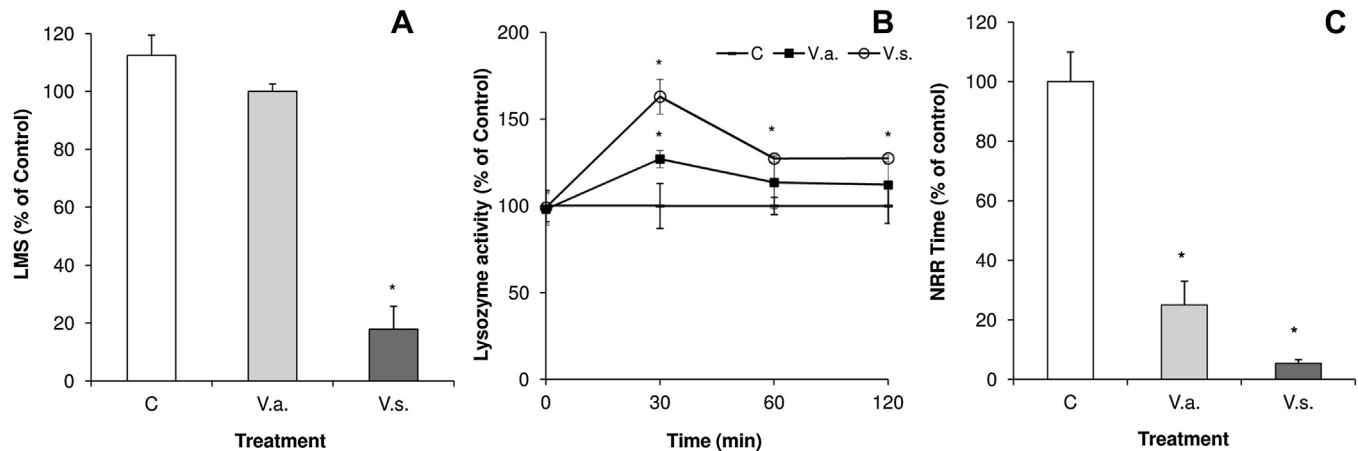 A
LMS (% of Control)
120
100
80
60
40
20
0
*
C V.a. V.s.
Treatment
B
Lysozyme activity (% of Control)
200
150
100
50
0
C V.a. V.s.
*
*
*
*
0 30 60 120
Time (min)
C
NRR Time (% of control)
120
100
80
60
40
20
0
*
*
C V.a. V.s.
Treatment